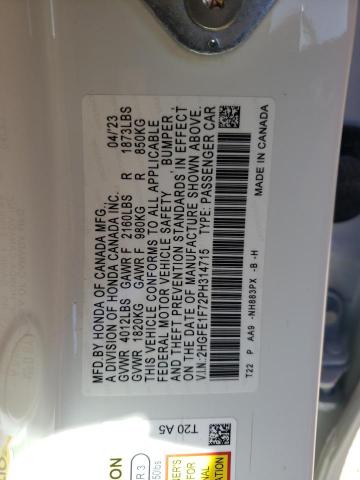 MFD BY HONDA OF CANADA MFG. 04/'23
A DIVISION OF HONDA CANADA INC.
GVWR 4012LBS GAWR F 2160LBS R 1873LBS
GVWR 1820KG GAWR F 980KG R 850KG
THIS VEHICLE CONFORMS TO ALL APPLICABLE
FEDERAL MOTOR VEHICLE SAFETY, BUMPER,
AND THEFT PREVENTION STANDARDS IN EFFECT
ON THE DATE OF MANUFACTURE SHOWN ABOVE.
V.I.N:2HGFE1F72PH314715 TYPE: PASSENGER CAR
T22 P AA9 -NH883PX -B -H MADE IN CANADA
T20 A5